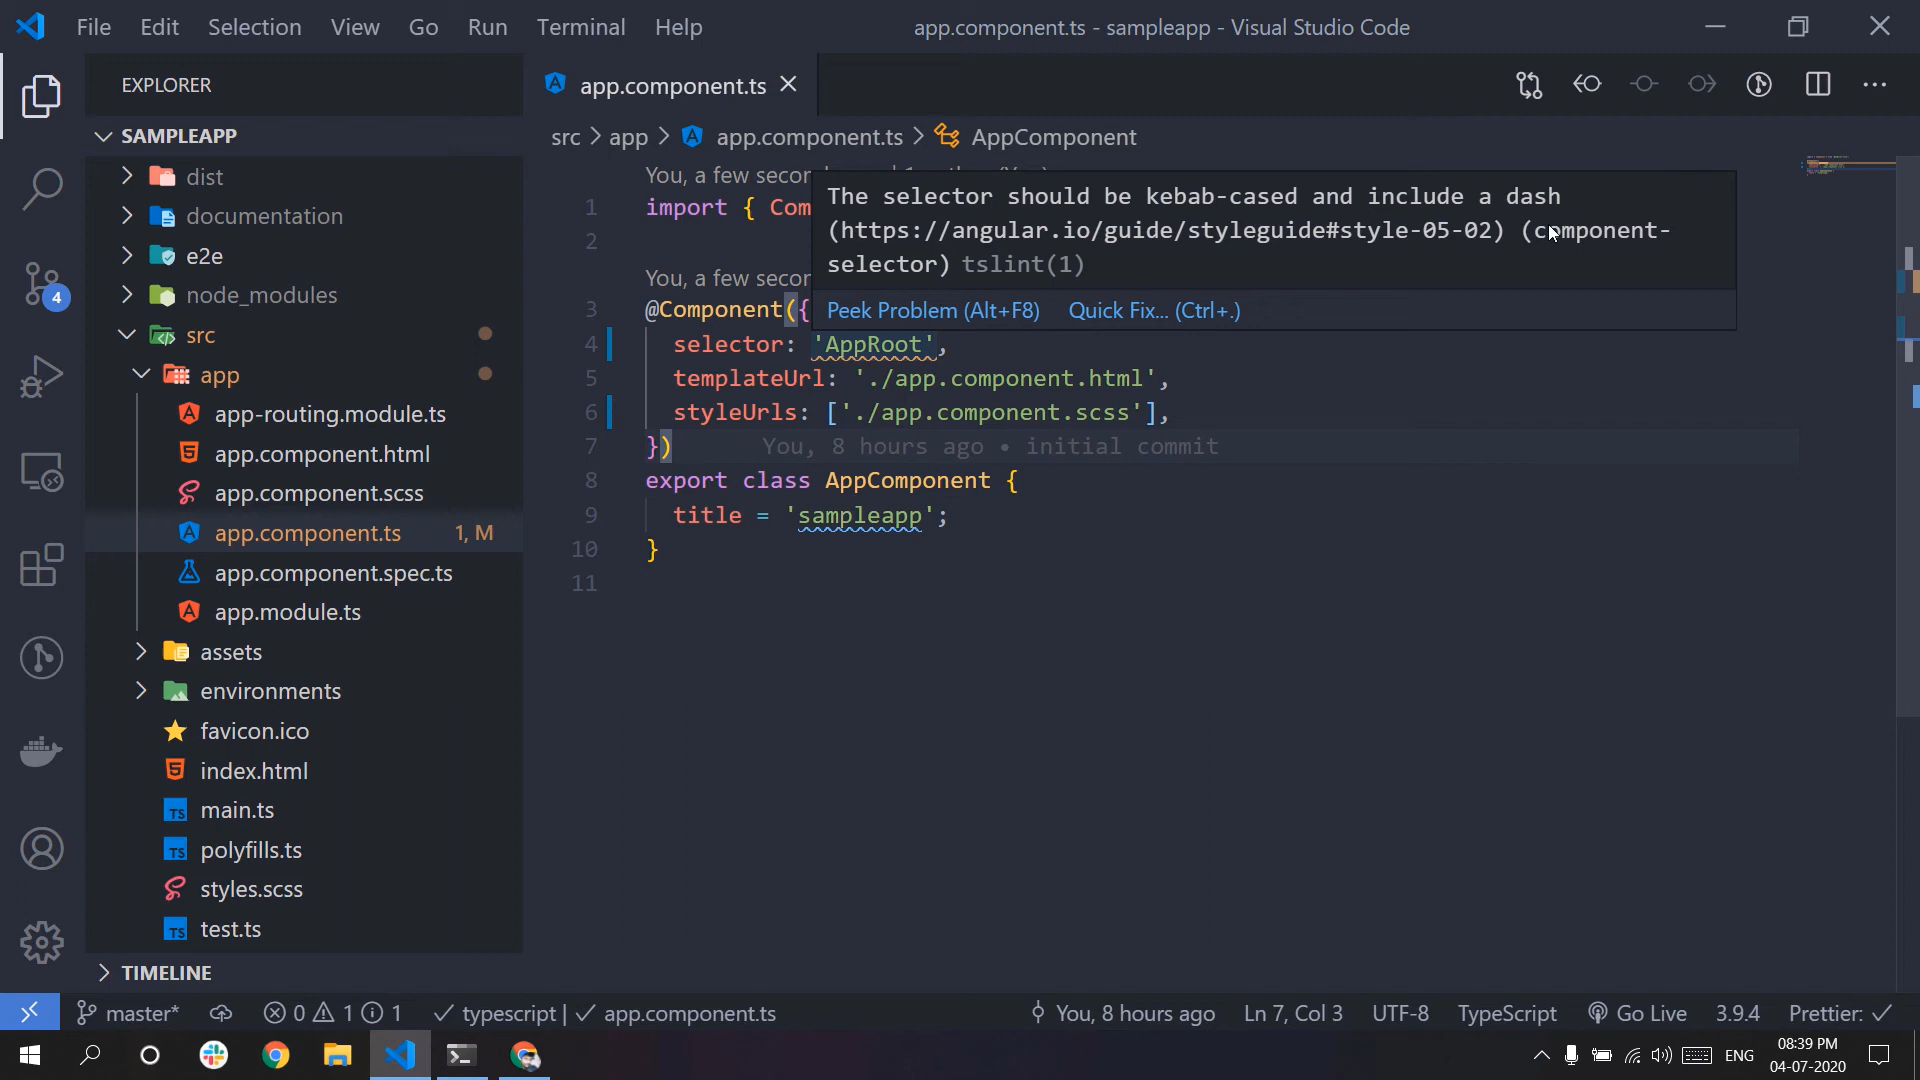 File Edit Selection View Go Run Terminal Help
app.component.ts - sampleapp - Visual Studio Code
EXPLORER
SAMPLEAPP
dist
documentation
e2e
node_modules
src
app
app-routing.module.ts
app.component.html
app.component.scss
app.component.ts 1, M
app.component.spec.ts
app.module.ts
assets
environments
favicon.ico
index.html
main.ts
polyfills.ts
styles.scss
test.ts
TIMELINE
4
app.component.ts
src > app > app.component.ts > AppComponent
You, a few secon
1 import { Com
2
You, a few secon
3 @Component({
4 selector: 'AppRoot',
5 templateUrl: './app.component.html',
6 styleUrls: ['./app.component.scss'],
7 }) You, 8 hours ago • initial commit
8 export class AppComponent {
9 title = 'sampleapp';
10 }
11
The selector should be kebab-cased and include a dash
(https://angular.io/guide/styleguide#style-05-02) (component-
selector) tslint(1)
Peek Problem (Alt+F8) Quick Fix... (Ctrl+.)
master* 0 1 1 typescript | app.component.ts You, 8 hours ago Ln 7, Col 3 UTF-8 TypeScript Go Live 3.9.4 Prettier:
ENG
08:39 PM
04-07-2020